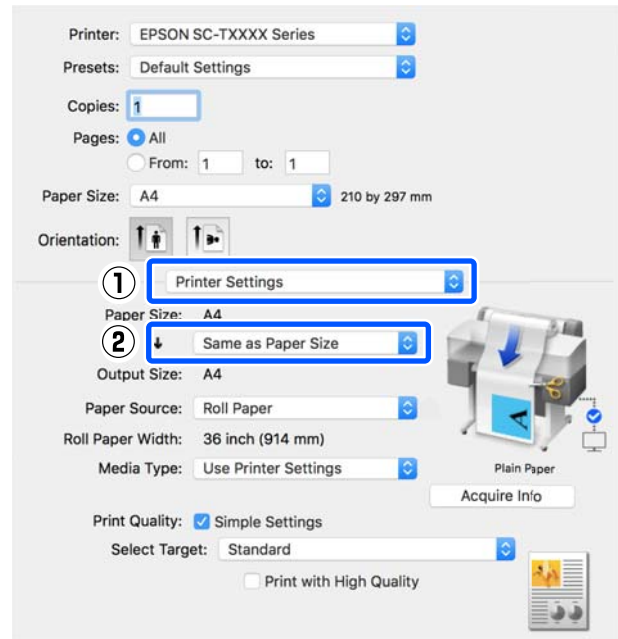 Printer: EPSON SC-TXXXX Series
Presets: Default Settings
Copies: 1
Pages: All
From: 1 to: 1
Paper Size: A4 210 by 297 mm
Orientation:
① Printer Settings
Paper Size: A4
② Same as Paper Size
Output Size: A4
Paper Source: Roll Paper
Roll Paper Width: 36 inch (914 mm)
Media Type: Use Printer Settings
Plain Paper
Acquire Info
Print Quality: Simple Settings
Select Target: Standard
Print with High Quality
A